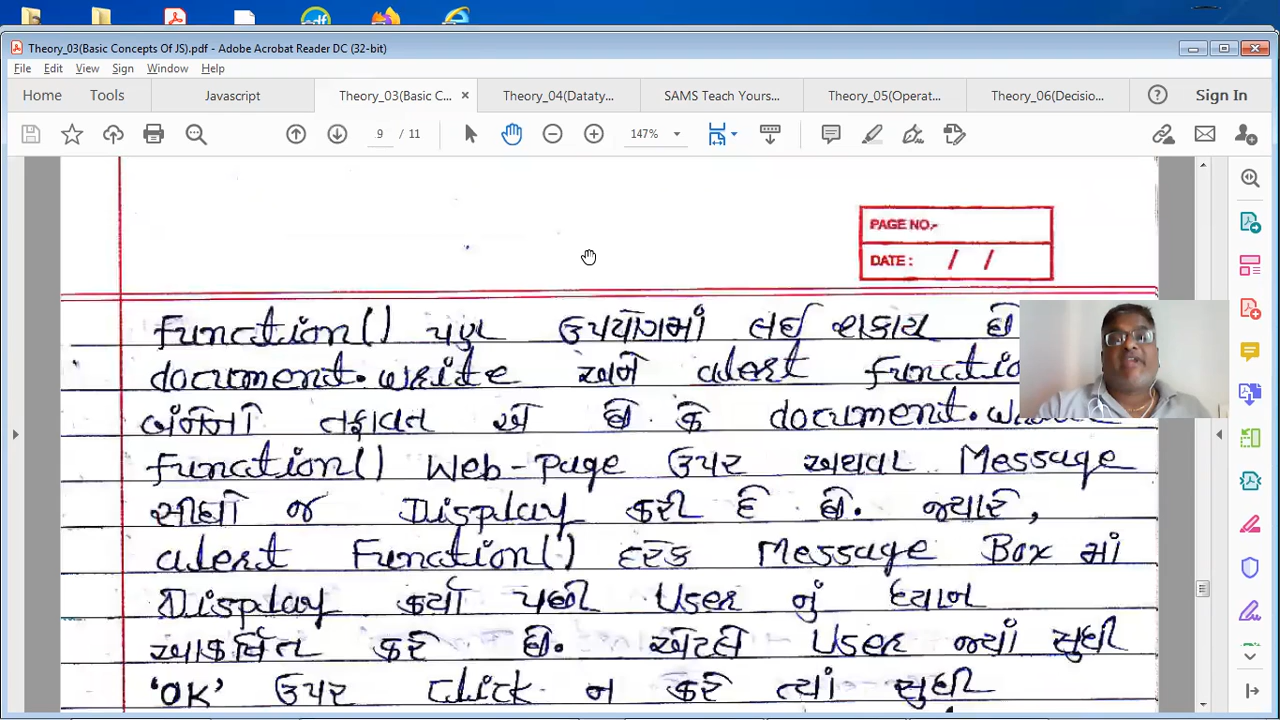 Theory_03(Basic Concepts Of JS).pdf - Adobe Acrobat Reader DC (32-bit)
File Edit View Sign Window Help
Home Tools Javascript Theory_03(Basic C... × Theory_04(Dataty... SAMS Teach Yours... Theory_05(Operat... Theory_06(Decisio... Sign In
9 / 11 147%
PAGE NO.-
DATE : / /
Function() પણ ઉપયોગમાં લઈ શકાય છે
document.write અને alert Functio
બંનેનો તફાવત એ છે કે document.w
Function() Web-page ઉપર અથવા Message
સીધો જ Display કરી દે છે. જ્યારે,
alert Function() દરેક Message Box માં
Display કર્યા પછી User નું ધ્યાન
આકર્ષિત કરે છે. એટલે User જ્યાં સુધી
'OK' ઉપર click ન કરે ત્યાં સુધી